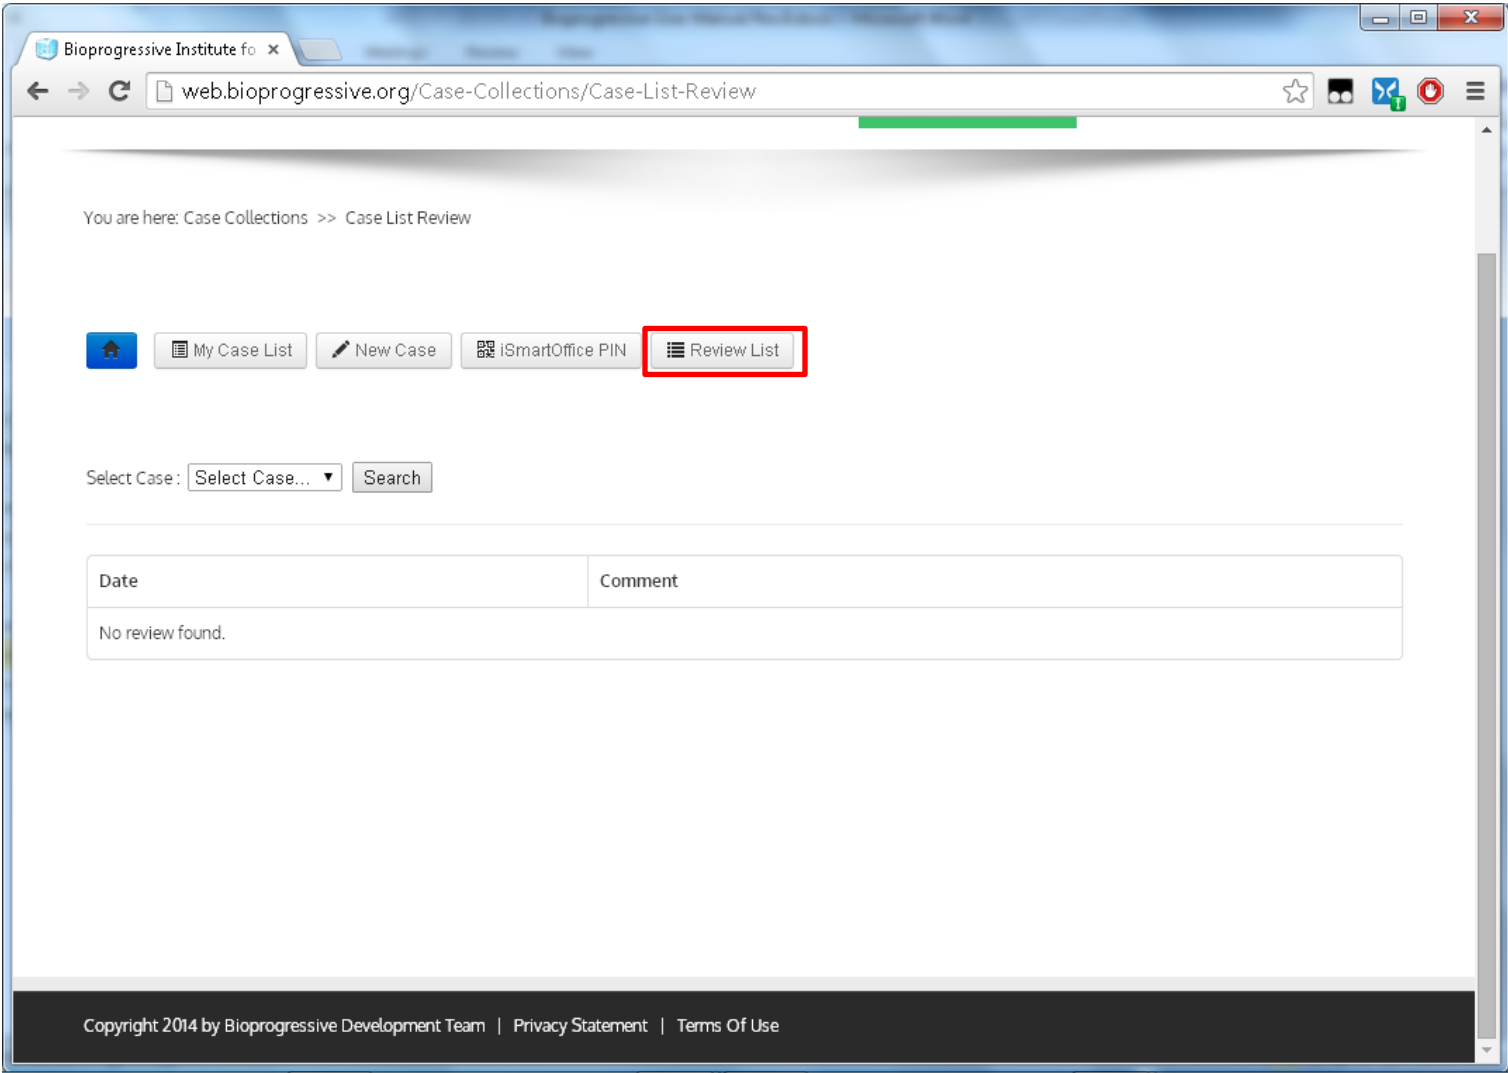 Bioprogressive Institute fo
web.bioprogressive.org/Case-Collections/Case-List-Review
You are here: Case Collections >> Case List Review
My Case List New Case iSmartOffice PIN Review List
Select Case : Select Case... Search
Date Comment
No review found.
Copyright 2014 by Bioprogressive Development Team | Privacy Statement | Terms Of Use